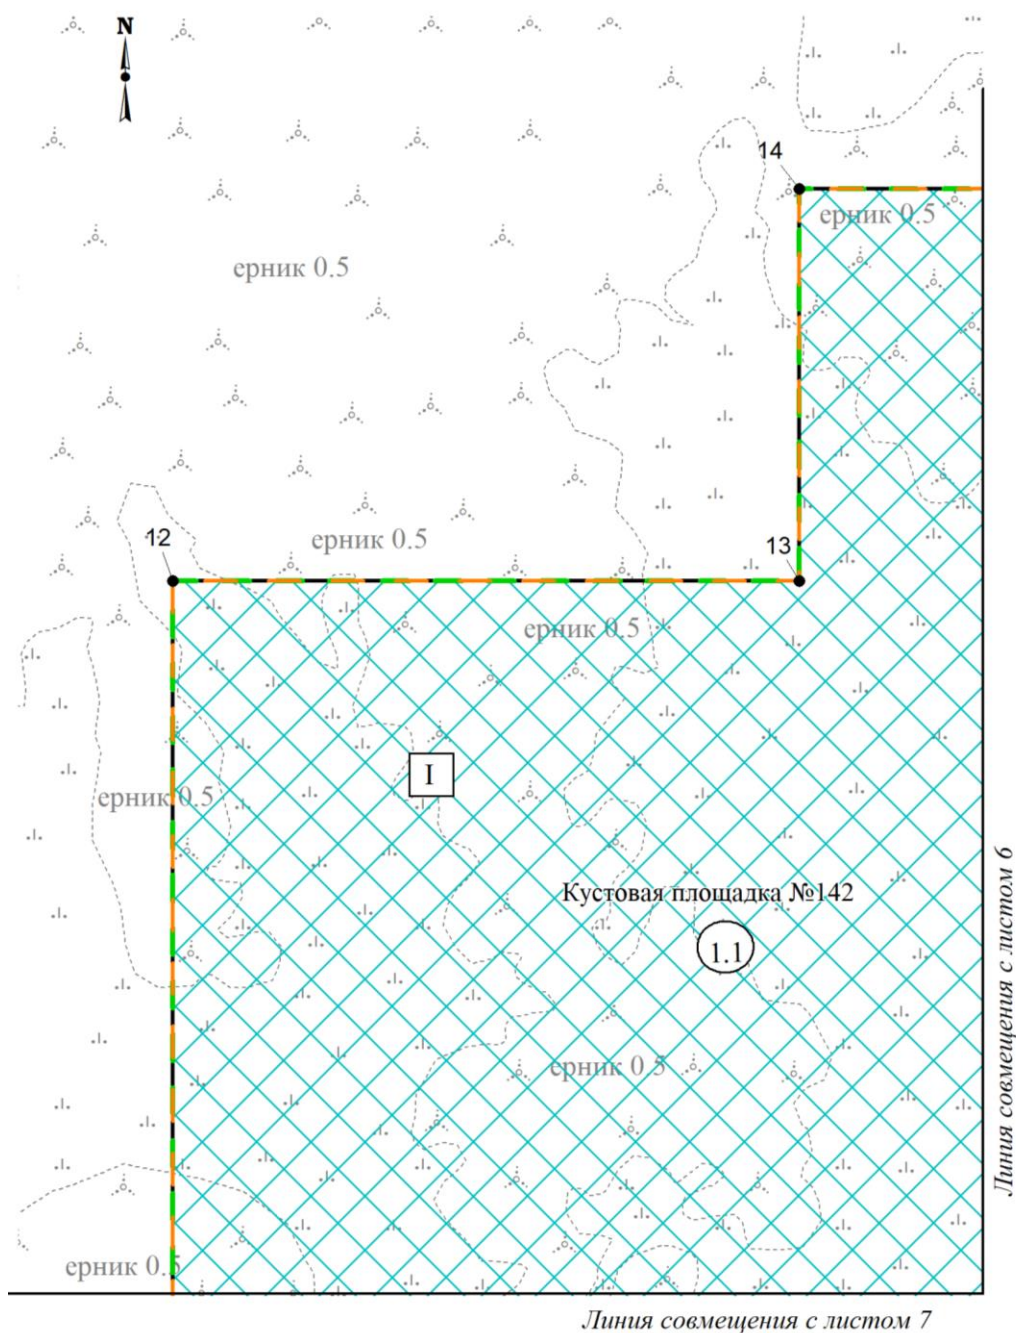 N
14
ерник 0.5
ерник 0.5
12
ерник 0.5
13
ерник 0.5
I
ерник 0.5
Кустовая площадка №142
1.1
Линия совмещения с листом 6
ерник 0.5
ерник 0.5
Линия совмещения с листом 7